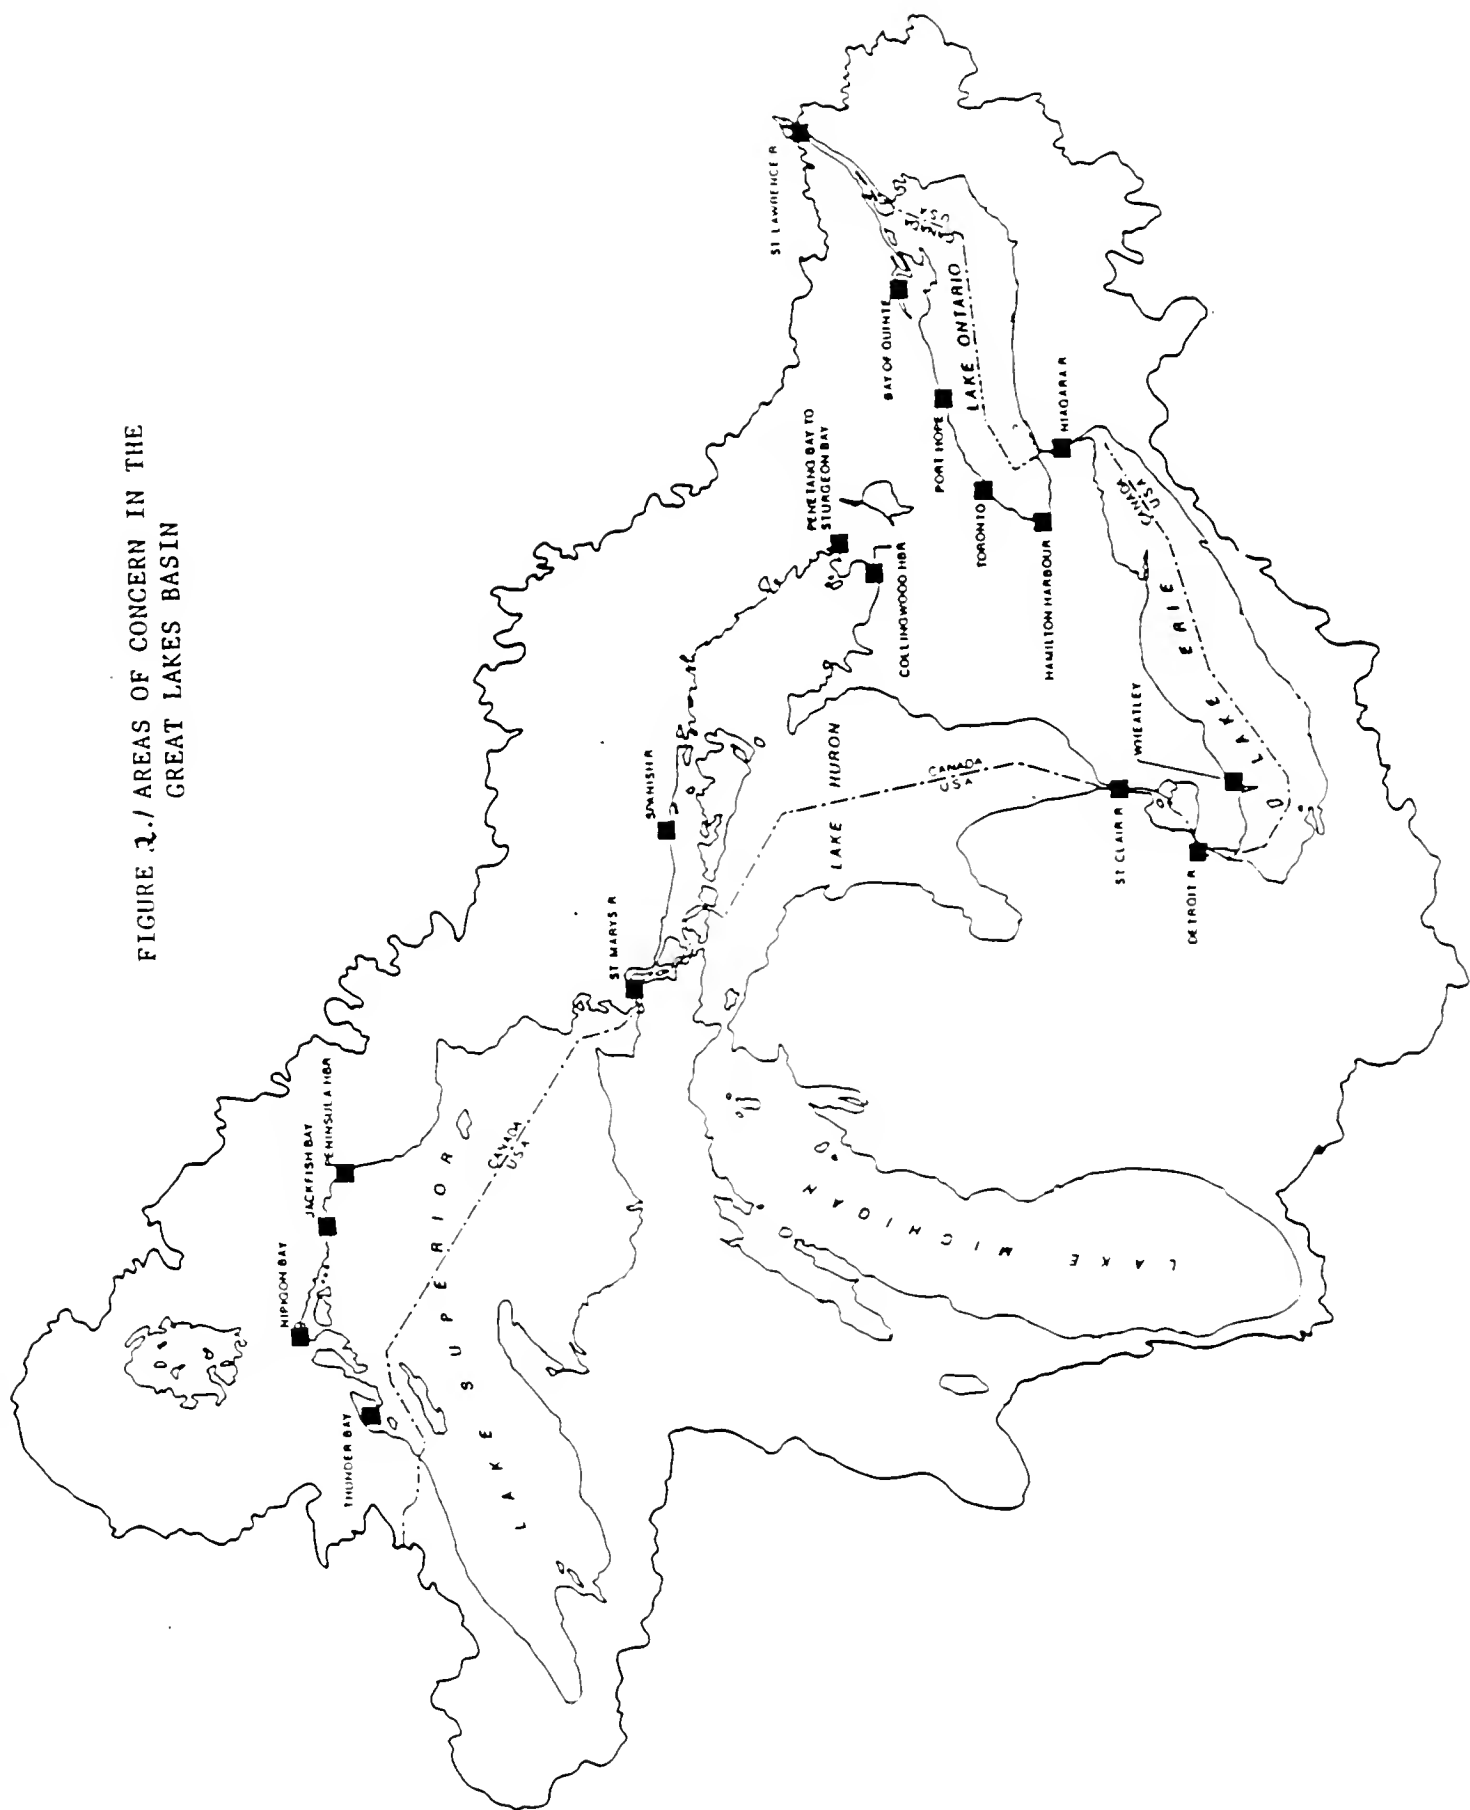 FIGURE 2.1 AREAS OF CONCERN IN THE
GREAT LAKES BASIN
NIPIGON BAY
JACKFISH BAY
PENINSULA HBR
THUNDER BAY
LAKE SUPERIOR
CANADA
USA
ST MARYS R
SPANISH R
PENETANG BAY TO
STURGEON BAY
COLLINGWOOD HBR
LAKE HURON
CANADA
USA
LAKE MICHIGAN
ST CLAIR R
DETROIT R
WHEATLEY
LAKE ERIE
CANADA
USA
NIAGARA R
HAMILTON HARBOUR
TORONTO
PORT HOPE
BAY OF QUINTE
LAKE ONTARIO
ST LAWRENCE R